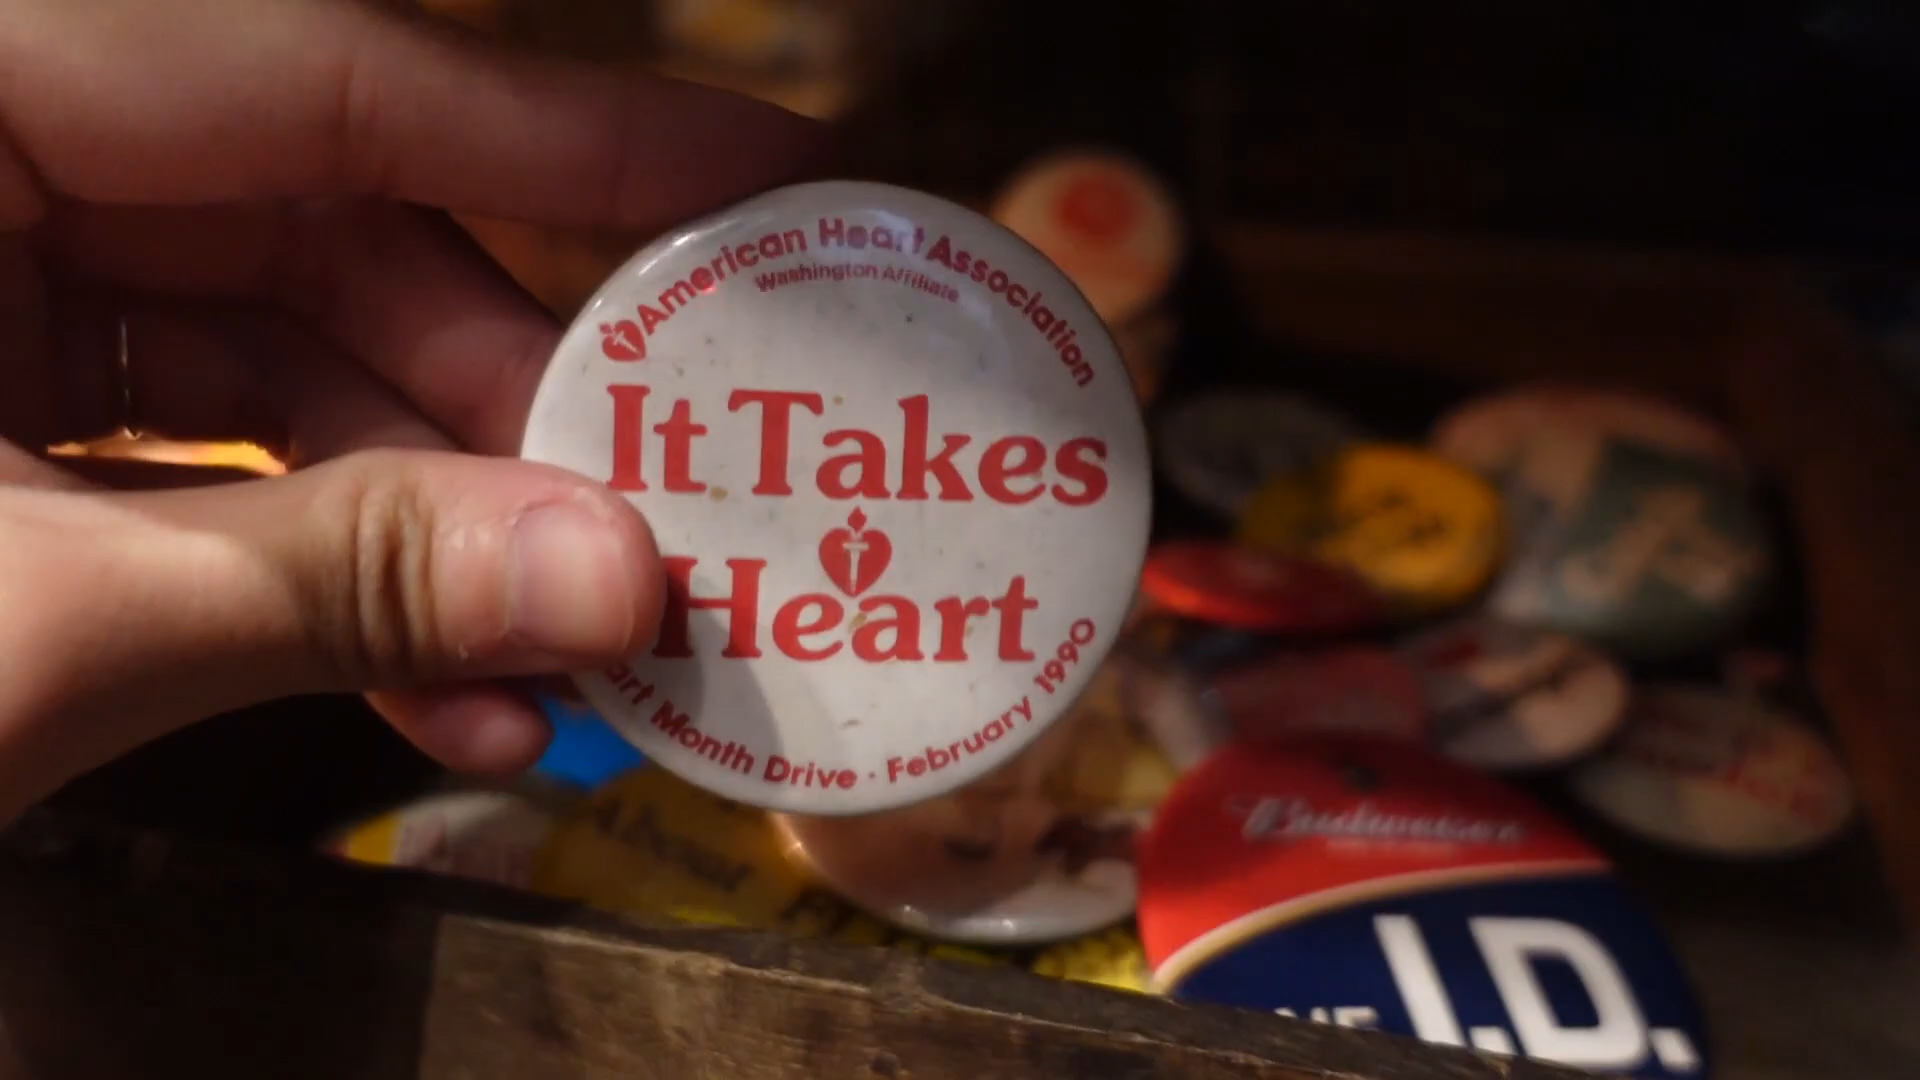 American Heart Association
Washington Affiliate
It Takes
Heart
art Month Drive · February 1990
Budweiser
I.D.